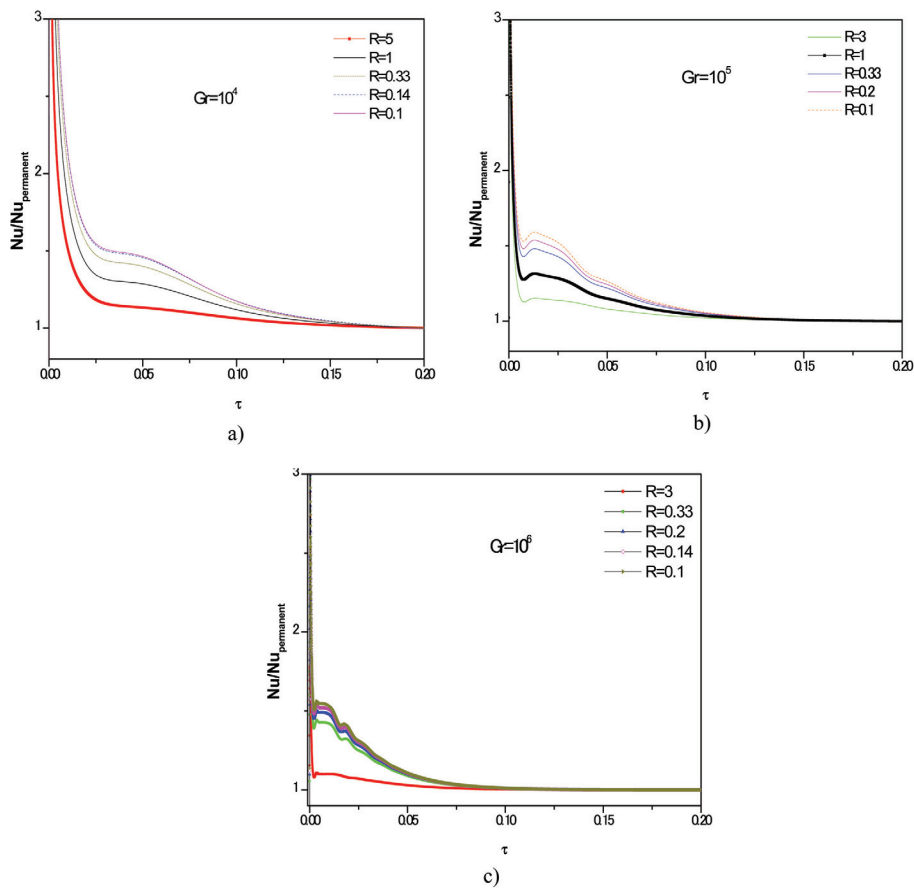 3
2
1
Nu/Nu_permanent
Gr=10^4
R=5
R=1
R=0.33
R=0.14
R=0.1
0.00 0.05 0.10 0.15 0.20
τ
a)
3
2
1
Nu/Nu_permanent
Gr=10^5
R=3
R=1
R=0.33
R=0.2
R=0.1
0.00 0.05 0.10 0.15 0.20
τ
b)
3
2
1
Nu/Nu_permanent
Gr=10^6
R=3
R=0.33
R=0.2
R=0.14
R=0.1
0.00 0.05 0.10 0.15 0.20
τ
c)